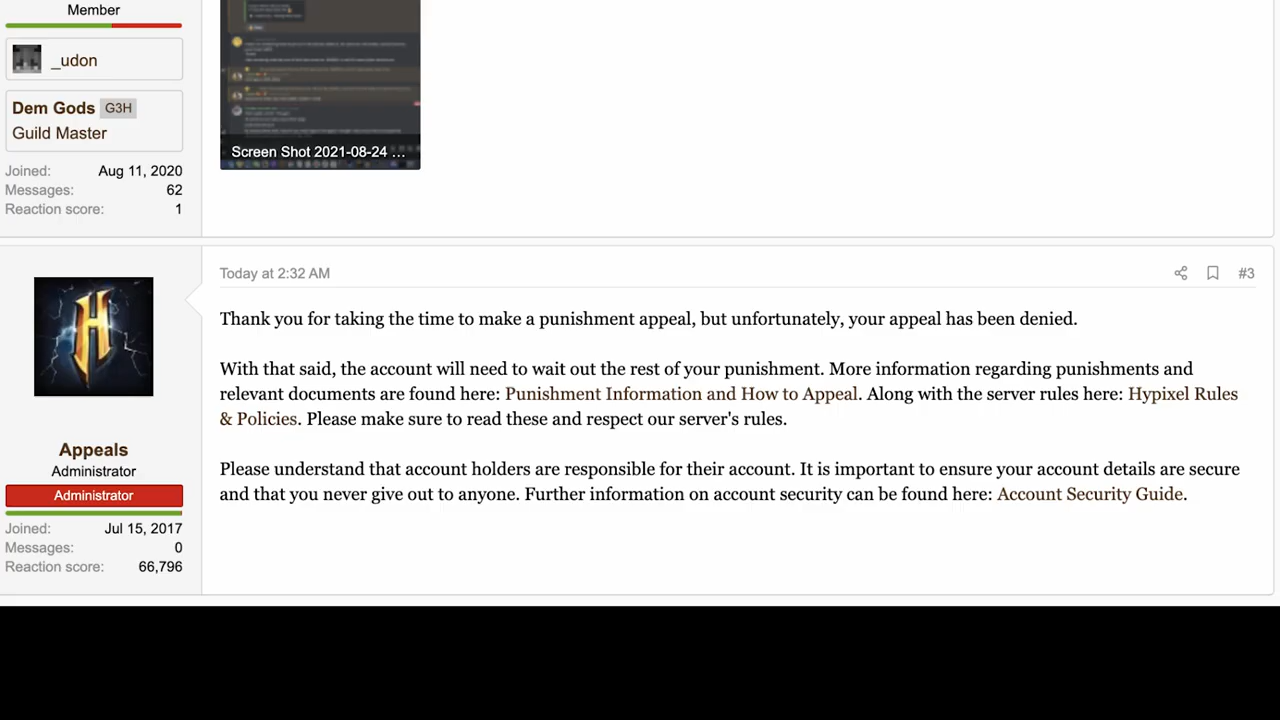 Member
_udon
Dem Gods G3H
Guild Master
Joined: Aug 11, 2020
Messages: 62
Reaction score: 1
Screen Shot 2021-08-24 ...
Today at 2:32 AM
#3
Thank you for taking the time to make a punishment appeal, but unfortunately, your appeal has been denied.
With that said, the account will need to wait out the rest of your punishment. More information regarding punishments and
relevant documents are found here: Punishment Information and How to Appeal. Along with the server rules here: Hypixel Rules
& Policies. Please make sure to read these and respect our server's rules.
Please understand that account holders are responsible for their account. It is important to ensure your account details are secure
and that you never give out to anyone. Further information on account security can be found here: Account Security Guide.
Appeals
Administrator
Administrator
Joined: Jul 15, 2017
Messages: 0
Reaction score: 66,796